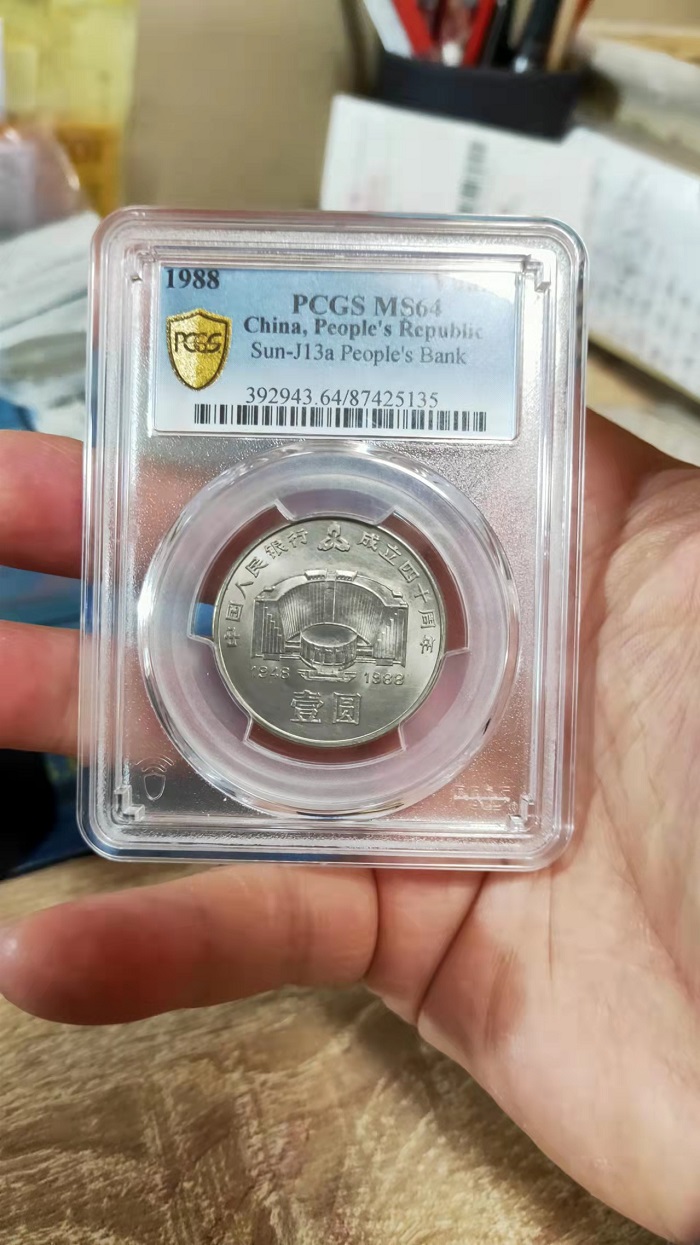 1988
PCGS MS64
China, People's Republic
Sun-J13a People's Bank
PCGS
392943.64/87425135
中国人民银行 成立四十周年
1948 1988
壹圆